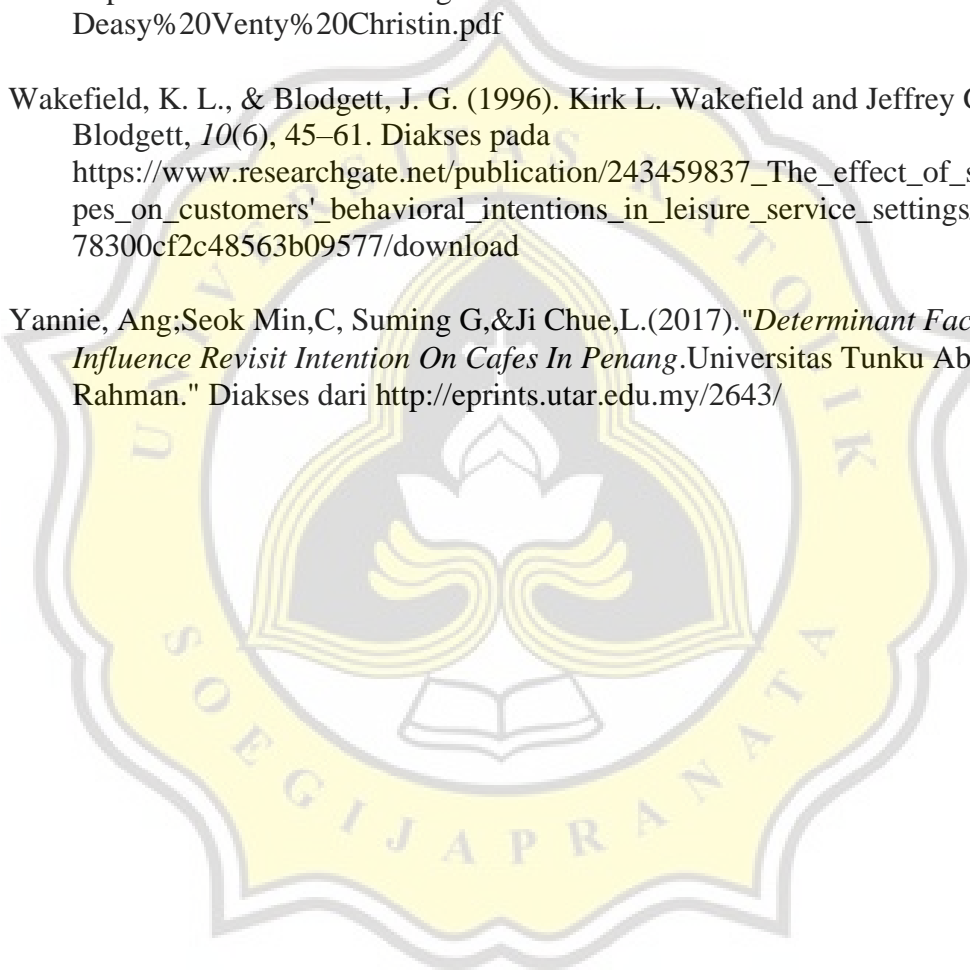 Deasy%20Venty%20Christin.pdf
Wakefield, K. L., & Blodgett, J. G. (1996). Kirk L. Wakefield and Jeffrey
Blodgett, 10(6), 45–61. Diakses pada
https://www.researchgate.net/publication/243459837_The_effect_of_s
pes_on_customers'_behavioral_intentions_in_leisure_service_settings
78300cf2c48563b09577/download
Yannie, Ang;Seok Min,C, Suming G,&Ji Chue,L.(2017)."Determinant Fac
Influence Revisit Intention On Cafes In Penang.Universitas Tunku Ab
Rahman." Diakses dari http://eprints.utar.edu.my/2643/
UNIVERSITAS KATOLIK
SOEGIJAPRANATA